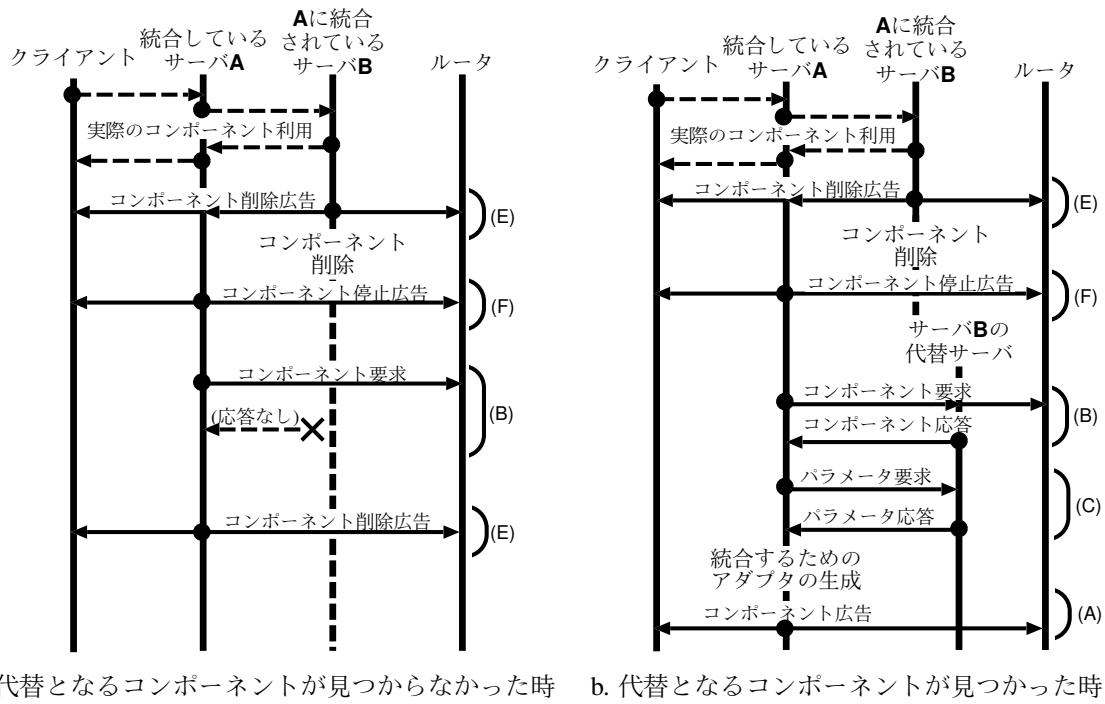 クライアント
統合している
サーバA
Aに統合
されている
サーバB
ルータ
実際のコンポーネント利用
コンポーネント削除広告
(E)
コンポーネント
削除
コンポーネント停止広告
(F)
コンポーネント要求
(応答なし)
(B)
コンポーネント削除広告
(E)
代替となるコンポーネントが見つからなかった時
クライアント
統合している
サーバA
Aに統合
されている
サーバB
ルータ
実際のコンポーネント利用
コンポーネント削除広告
(E)
コンポーネント
削除
コンポーネント停止広告
(F)
サーバBの
代替サーバ
コンポーネント要求
(B)
コンポーネント応答
パラメータ要求
(C)
パラメータ応答
統合するための
アダプタの生成
(A)
コンポーネント広告
b. 代替となるコンポーネントが見つかった時